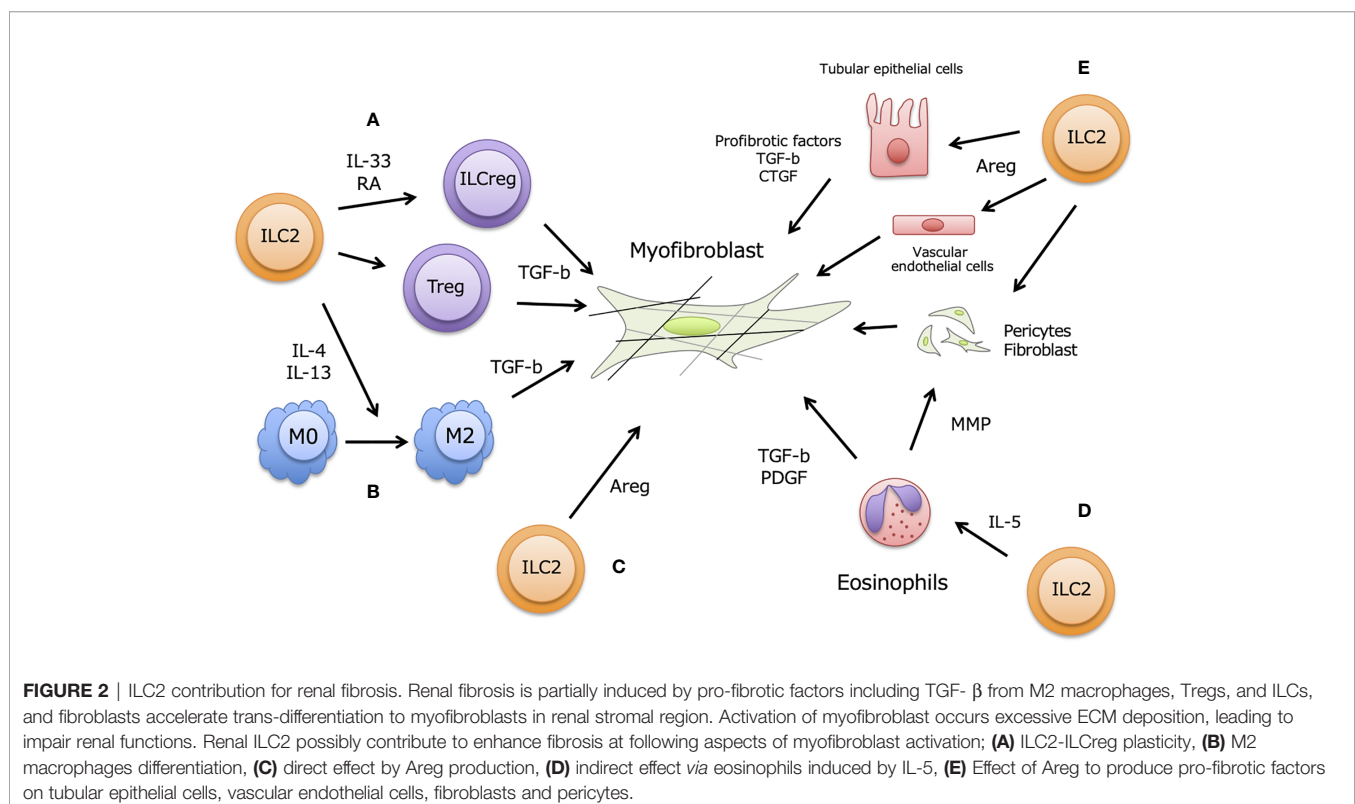 A
IL-33
RA
ILCreg
ILC2
Treg
TGF-b
IL-4
IL-13
TGF-b
M0
M2
B
Areg
ILC2
C
Myofibroblast
Tubular epithelial cells
E
ILC2
Profibrotic factors
TGF-b
CTGF
Areg
Vascular
endothelial cells
Pericytes
Fibroblast
MMP
TGF-b
PDGF
Eosinophils
IL-5
D
ILC2
FIGURE 2 | ILC2 contribution for renal fibrosis. Renal fibrosis is partially induced by pro-fibrotic factors including TGF- β from M2 macrophages, Tregs, and ILCs,
and fibroblasts accelerate trans-differentiation to myofibroblasts in renal stromal region. Activation of myofibroblast occurs excessive ECM deposition, leading to
impair renal functions. Renal ILC2 possibly contribute to enhance fibrosis at following aspects of myofibroblast activation; (A) ILC2-ILCreg plasticity, (B) M2
macrophages differentiation, (C) direct effect by Areg production, (D) indirect effect via eosinophils induced by IL-5, (E) Effect of Areg to produce pro-fibrotic factors
on tubular epithelial cells, vascular endothelial cells, fibroblasts and pericytes.